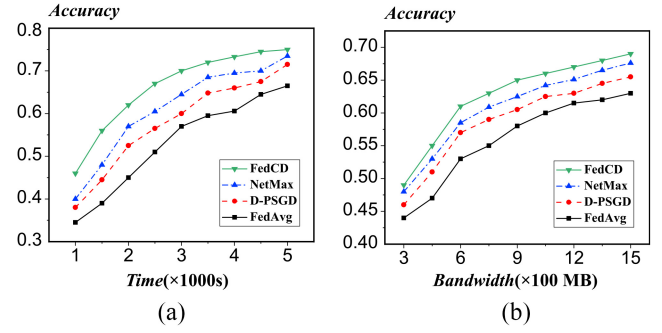 Accuracy
0.8
0.7
0.6
0.5
0.4
0.3
FedCD
NetMax
D-PSGD
FedAvg
1 2 3 4 5
Time(×1000s)
(a)
Accuracy
0.70
0.65
0.60
0.55
0.50
0.45
0.40
FedCD
NetMax
D-PSGD
FedAvg
3 6 9 12 15
Bandwidth(×100 MB)
(b)